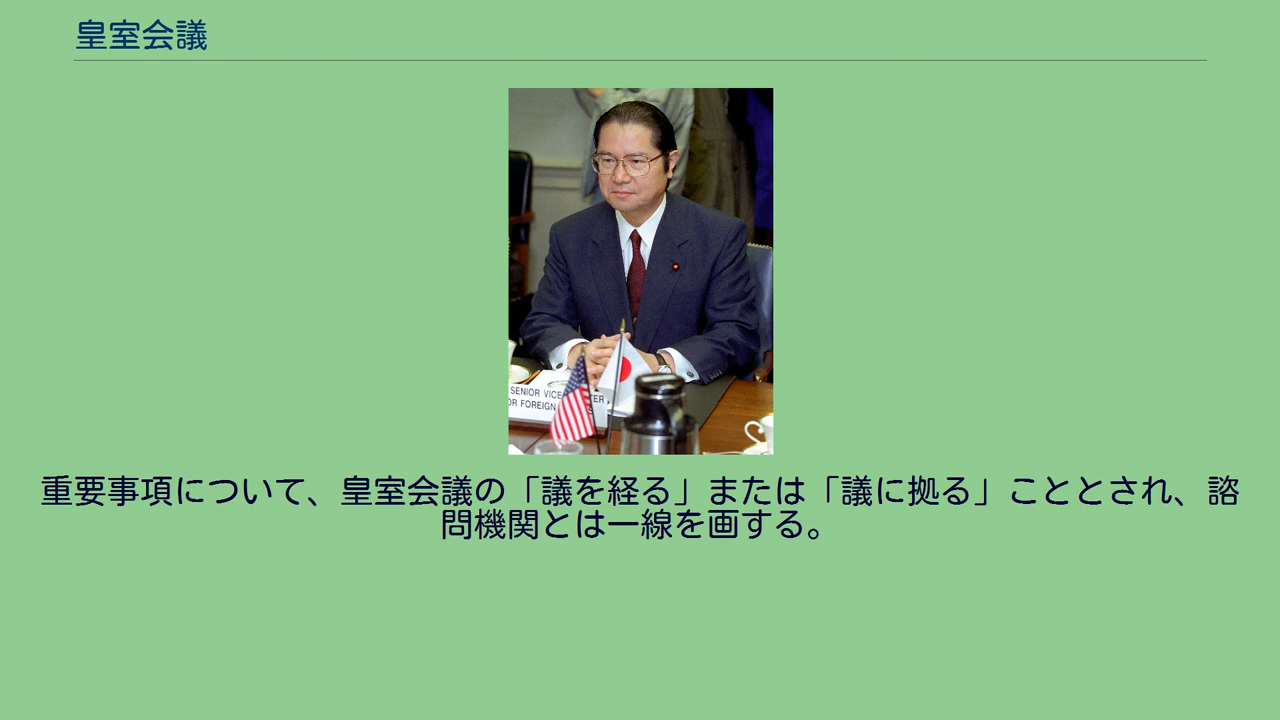 皇室会議
SENIOR VICE
OR FOREIGN
重要事項について、皇室会議の「議を経る」または「議に拠る」こととされ、諮
問機関とは一線を画する。